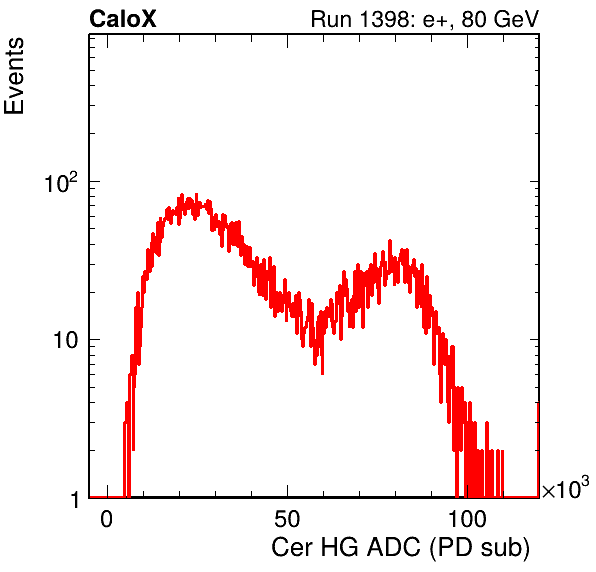 CaloX Run 1398: e+, 80 GeV
Events
10²
10
1
0 50 100 ×10³
Cer HG ADC (PD sub)